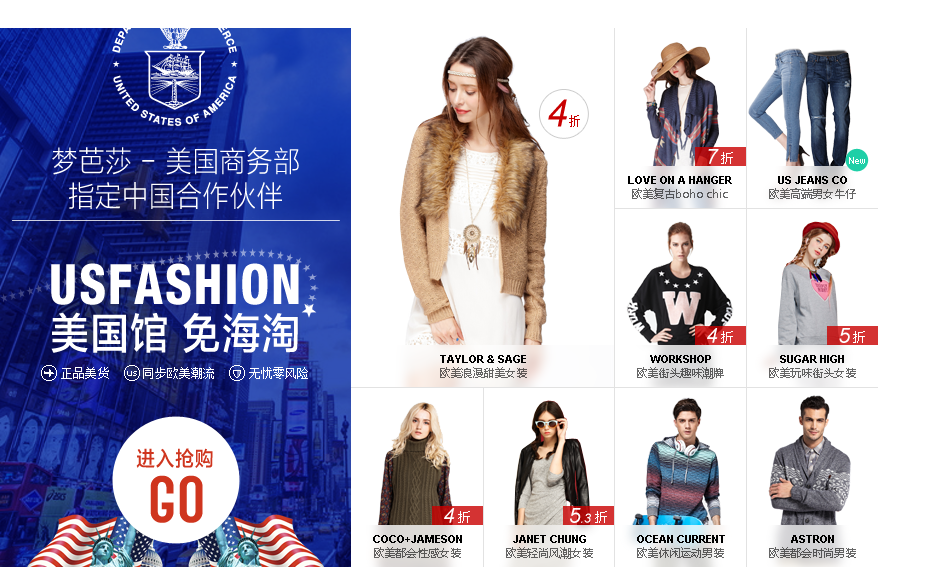 DEPA
ERCE
UNITED STATES OF AMERICA
梦芭莎 - 美国商务部
指定中国合作伙伴
USFASHION
美国馆 免海淘
正品美货 US 同步欧美潮流 无忧零风险
进入抢购
GO
4折
TAYLOR & SAGE
欧美浪漫甜美女装
7折
LOVE ON A HANGER
欧美复古boho chic
New
US JEANS CO
欧美高端男女牛仔
W
4折
WORKSHOP
欧美街头趣味潮牌
5折
SUGAR HIGH
欧美玩味街头女装
4折
COCO+JAMESON
欧美都会性感女装
5.3折
JANET CHUNG
欧美轻尚风潮女装
OCEAN CURRENT
欧美休闲运动男装
ASTRON
欧美都会时尚男装